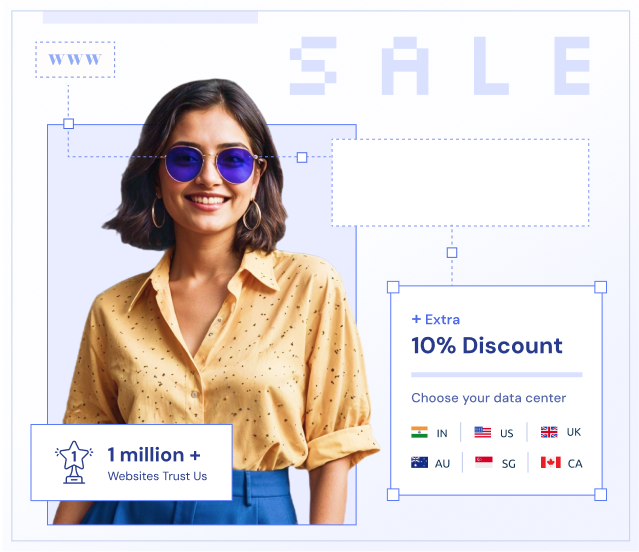 WWW
SALE
+ Extra
10% Discount
Choose your data center
IN US UK
AU SG CA
1
1 million +
Websites Trust Us